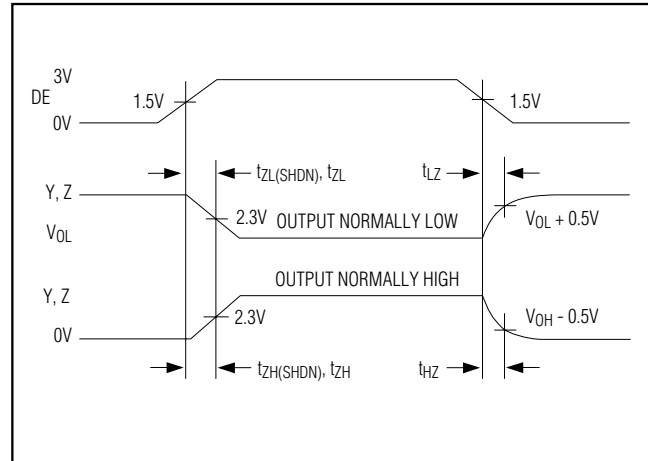 3V
DE
1.5V
1.5V
0V
tZL(SHDN), tZL
tLZ
Y, Z
2.3V
OUTPUT NORMALLY LOW
VOL + 0.5V
VOL
OUTPUT NORMALLY HIGH
Y, Z
2.3V
VOH - 0.5V
0V
tZH(SHDN), tZH
tHZ